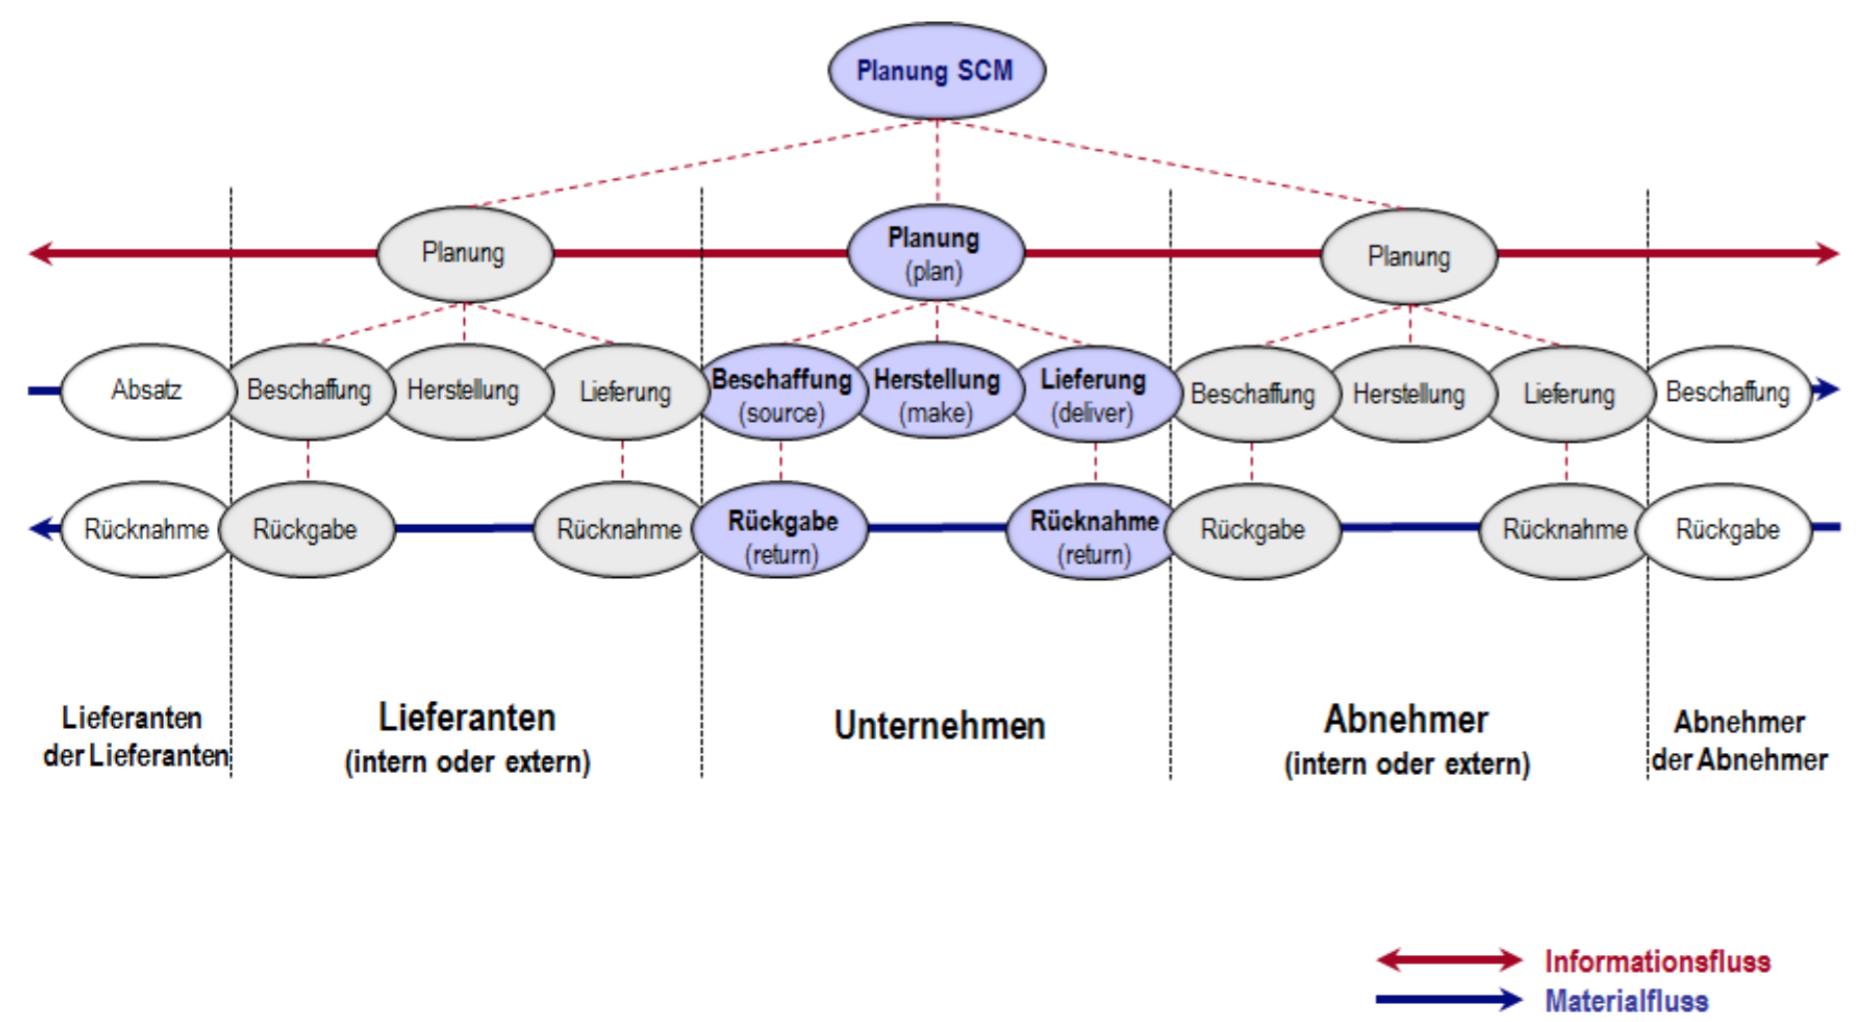 Planung SCM
Planung
Planung
(plan)
Planung
Absatz
Beschaffung
Herstellung
Lieferung
Beschaffung
(source)
Herstellung
(make)
Lieferung
(deliver)
Beschaffung
Herstellung
Lieferung
Beschaffung
Rücknahme
Rückgabe
Rücknahme
Rückgabe
(return)
Rücknahme
(return)
Rückgabe
Rücknahme
Rückgabe
Lieferanten
der Lieferanten
Lieferanten
(intern oder extern)
Unternehmen
Abnehmer
(intern oder extern)
Abnehmer
der Abnehmer
Informationsfluss
Materialfluss